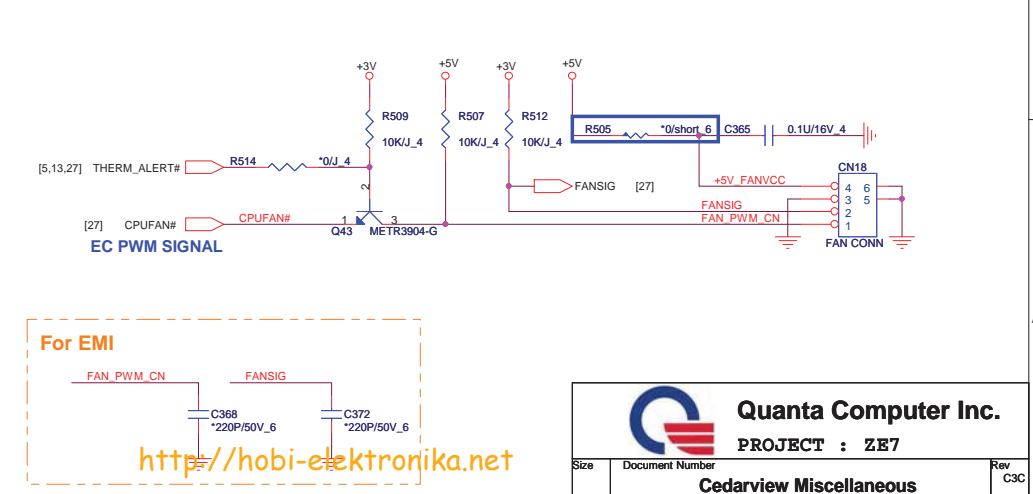 +3V
+5V
+3V
+5V
R509
10K/J_4
R507
10K/J_4
R512
10K/J_4
R505
*0/short_6
C365
0.1U/16V_4
[5,13,27]
THERM_ALERT#
R514
*0/J_4
2
FANSIG
[27]
+5V_FANVCC
CN18
4 6
3 5
2
1
FANSIG
FAN_PWM_CN
FAN CONN
[27]
CPUFAN#
CPUFAN#
1
3
Q43
METR3904-G
EC PWM SIGNAL
For EMI
FAN_PWM_CN
FANSIG
C368
*220P/50V_6
C372
*220P/50V_6
http://hobi-elektronika.net
Quanta Computer Inc.
PROJECT : ZE7
Size
Document Number
Rev
Cedarview Miscellaneous
C3C